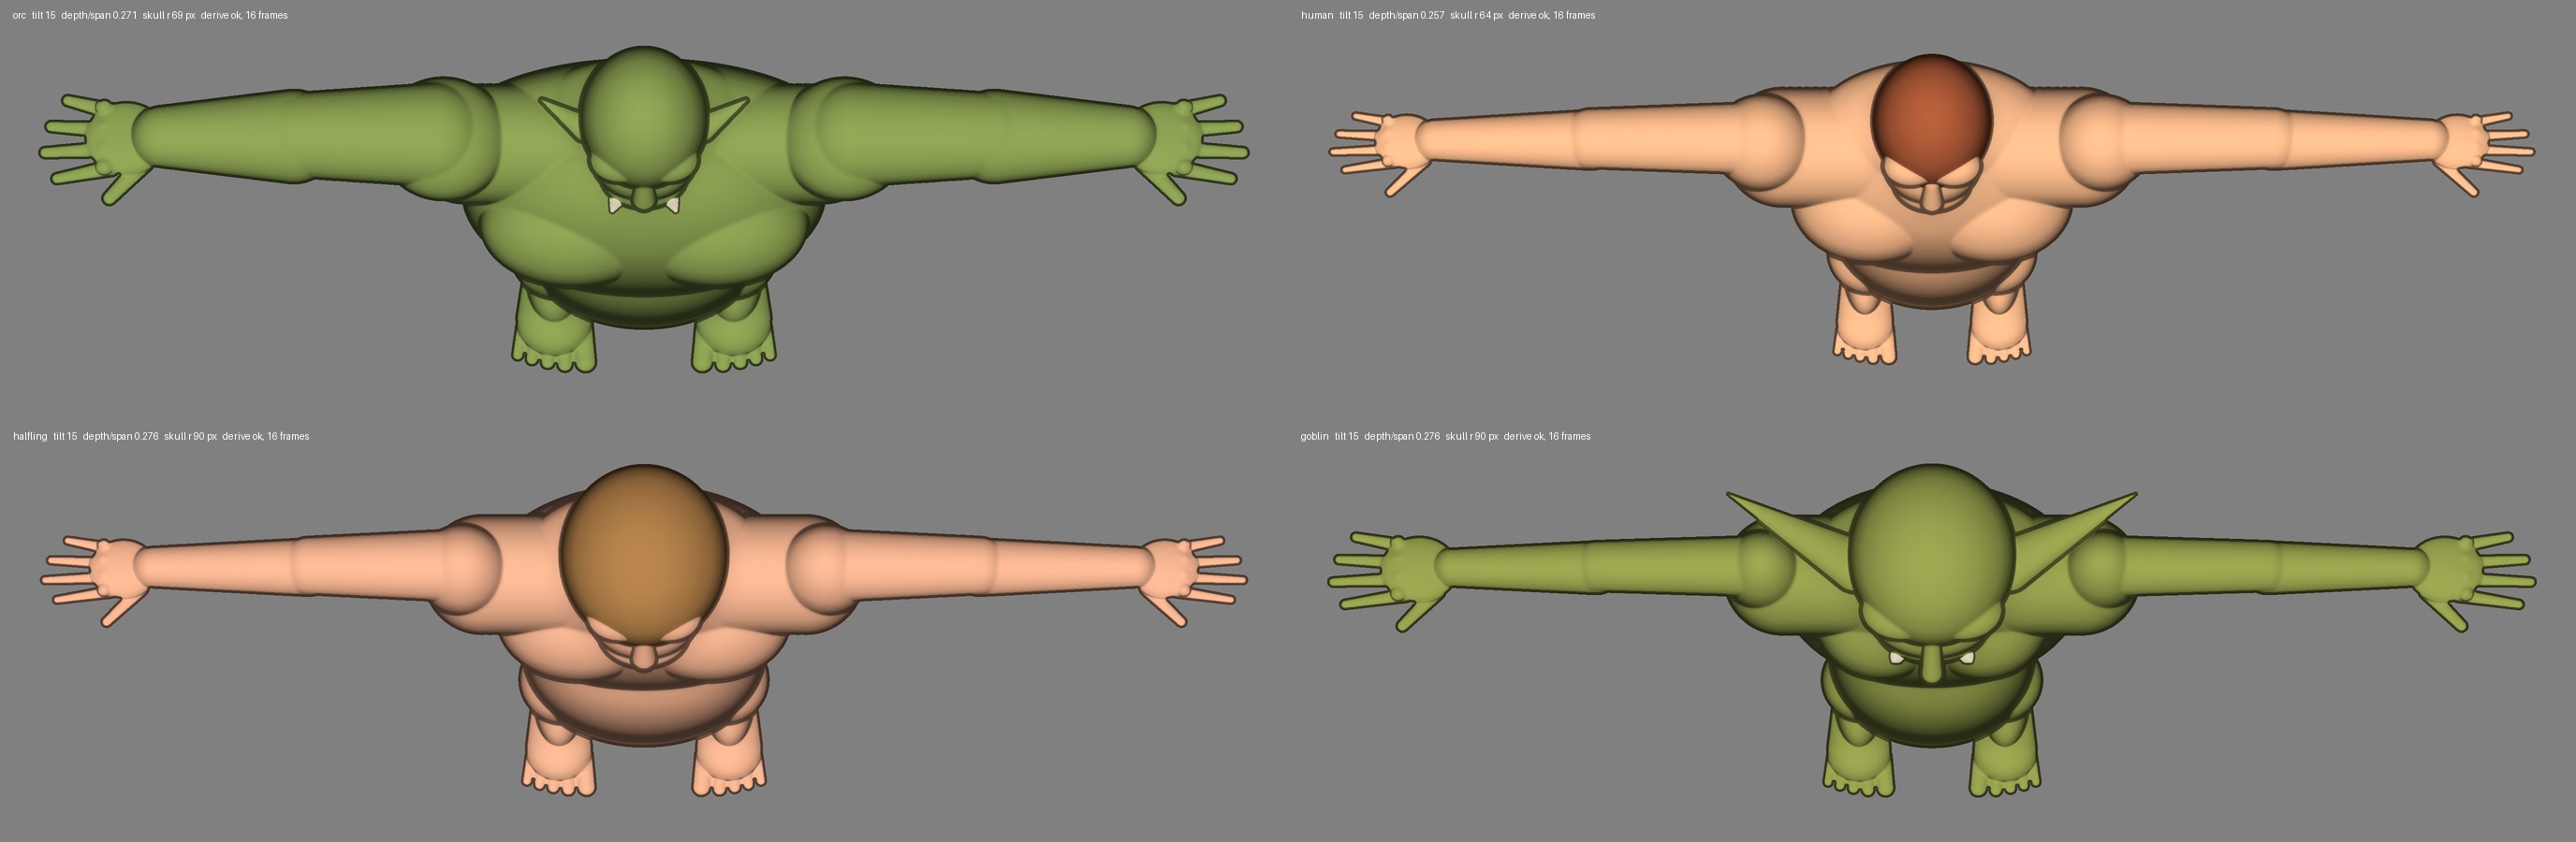 orc  tilt 15  depth/span 0.271  skull r 69 px  derive ok, 16 frames
human  tilt 15  depth/span 0.257  skull r 64 px  derive ok, 16 frames
halfling  tilt 15  depth/span 0.276  skull r 90 px  derive ok, 16 frames
goblin  tilt 15  depth/span 0.276  skull r 90 px  derive ok, 16 frames